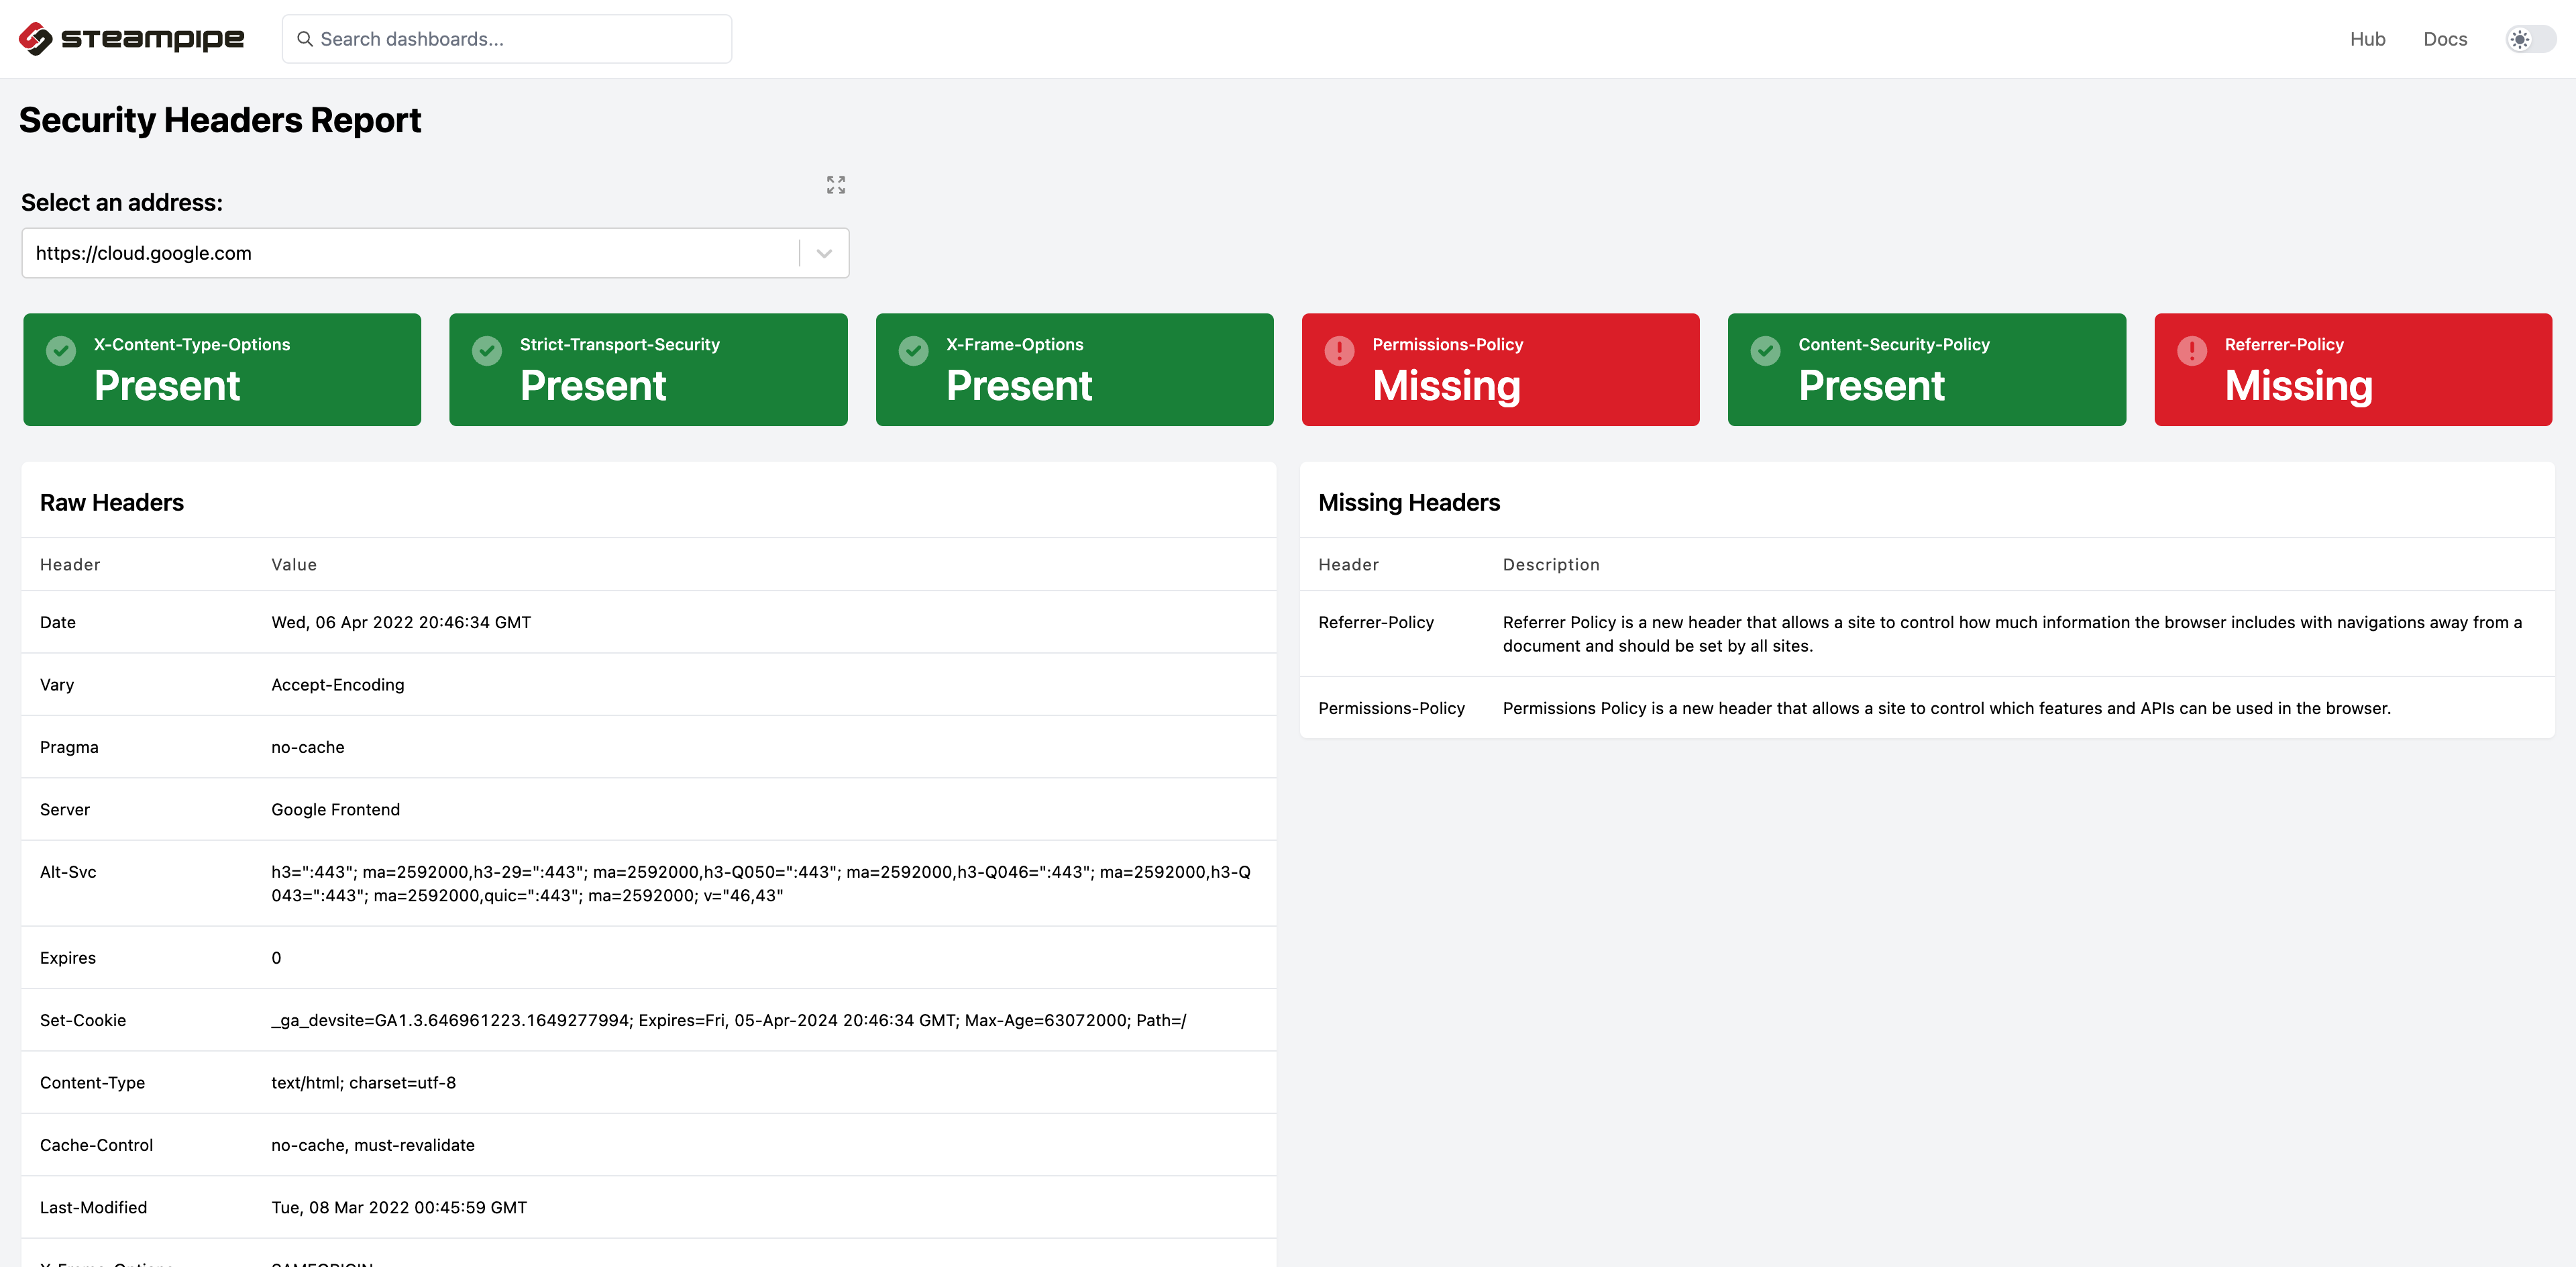 steampipe
Search dashboards...
Hub
Docs
Security Headers Report
Select an address:
https://cloud.google.com
X-Content-Type-Options
Present
Strict-Transport-Security
Present
X-Frame-Options
Present
Permissions-Policy
Missing
Content-Security-Policy
Present
Referrer-Policy
Missing
Raw Headers
Header Value
Date Wed, 06 Apr 2022 20:46:34 GMT
Vary Accept-Encoding
Pragma no-cache
Server Google Frontend
Alt-Svc h3=":443"; ma=2592000,h3-29=":443"; ma=2592000,h3-Q050=":443"; ma=2592000,h3-Q046=":443"; ma=2592000,h3-Q
043=":443"; ma=2592000,quic=":443"; ma=2592000; v="46,43"
Expires 0
Set-Cookie _ga_devsite=GA1.3.646961223.1649277994; Expires=Fri, 05-Apr-2024 20:46:34 GMT; Max-Age=63072000; Path=/
Content-Type text/html; charset=utf-8
Cache-Control no-cache, must-revalidate
Last-Modified Tue, 08 Mar 2022 00:45:59 GMT
X-Frame-Options SAMEORIGIN
Missing Headers
Header Description
Referrer-Policy Referrer Policy is a new header that allows a site to control how much information the browser includes with navigations away from a
document and should be set by all sites.
Permissions-Policy Permissions Policy is a new header that allows a site to control which features and APIs can be used in the browser.